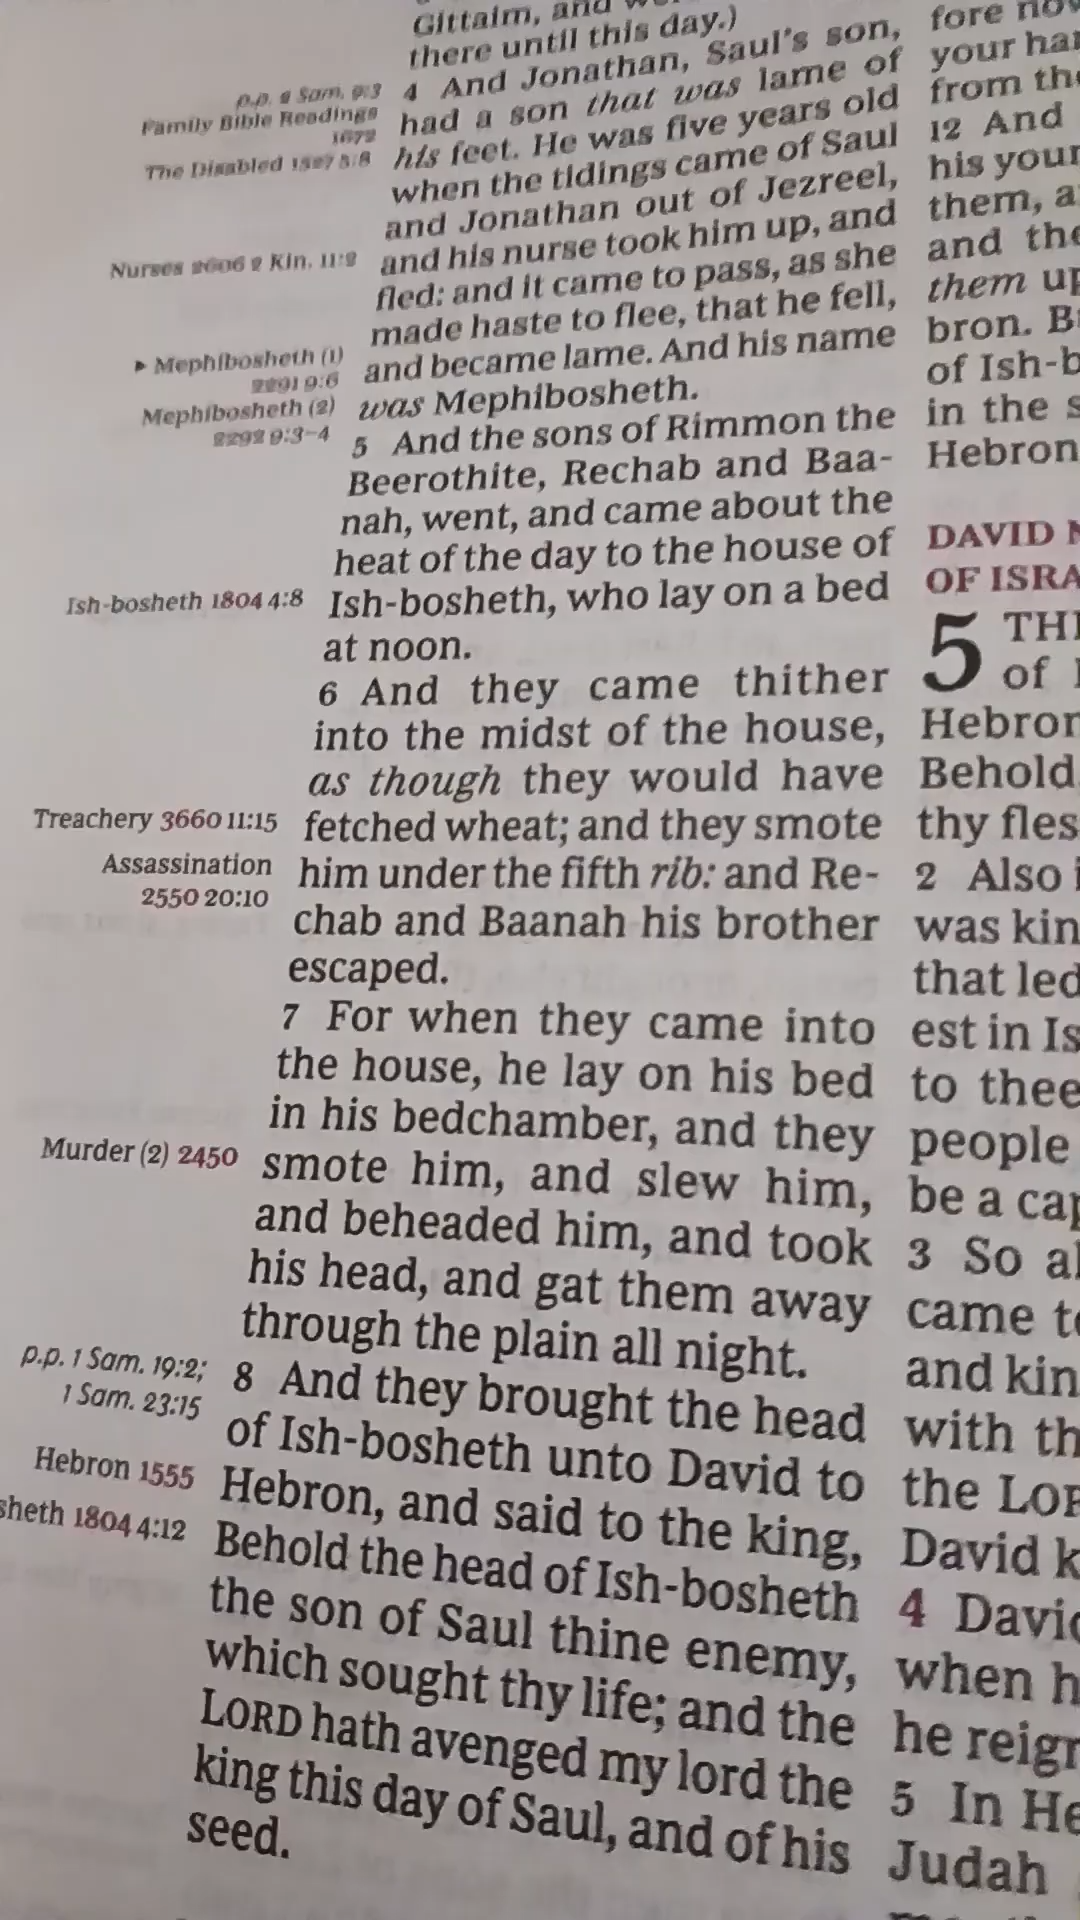 Gittaim, and
there until this day.)
p.p. 2 Sam. 9:3
Family Bible Readings
1672
The Disabled 1527 5:8
4 And Jonathan, Saul's son,
had a son that was lame of
his feet. He was five years old
when the tidings came of Saul
and Jonathan out of Jezreel,
Nurses 2606 2 Kin. 11:2
and his nurse took him up, and
fled: and it came to pass, as she
made haste to flee, that he fell,
▸ Mephibosheth (1)
2291 9:6
and became lame. And his name
Mephibosheth (2)
2292 9:3-4
was Mephibosheth.
5 And the sons of Rimmon the
Beerothite, Rechab and Baa-
nah, went, and came about the
heat of the day to the house of
Ish-bosheth 1804 4:8
Ish-bosheth, who lay on a bed
at noon.
6 And they came thither
into the midst of the house,
as though they would have
Treachery 3660 11:15
fetched wheat; and they smote
Assassination
2550 20:10
him under the fifth rib: and Re-
chab and Baanah his brother
escaped.
7 For when they came into
the house, he lay on his bed
in his bedchamber, and they
Murder (2) 2450
smote him, and slew him,
and beheaded him, and took
his head, and gat them away
through the plain all night.
p.p. 1 Sam. 19:2;
1 Sam. 23:15
8 And they brought the head
of Ish-bosheth unto David to
Hebron 1555
Hebron, and said to the king,
sheth 1804 4:12
Behold the head of Ish-bosheth
the son of Saul thine enemy,
which sought thy life; and the
LORD hath avenged my lord the
king this day of Saul, and of his
seed.
fore
your
from
12 And
his
them,
and
them
bron.
of Ish-
in the
Hebron
DAVID
OF ISRA
5 TH
of
Hebron
Behold
thy fles
2 Also
was kin
that led
est in Is
to thee
people
be a cap
3 So al
came to
and kin
with th
the LOR
David k
4 David
when h
he reign
5 In He
Judah